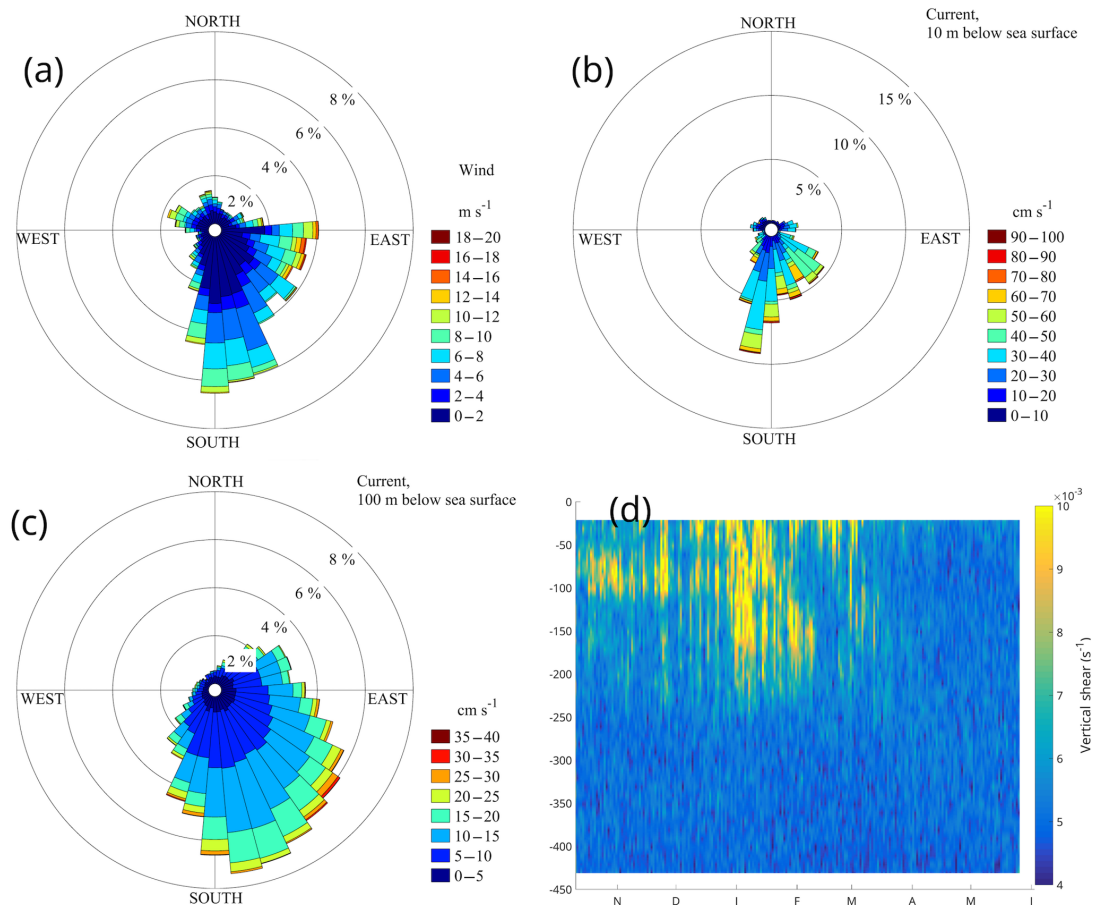 (a)
NORTH
8 %
6 %
4 %
2 %
WEST
EAST
SOUTH
Wind
m s⁻¹
18–20
16–18
14–16
12–14
10–12
8–10
6–8
4–6
2–4
0–2
(b)
Current,
10 m below sea surface
NORTH
15 %
10 %
5 %
WEST
EAST
SOUTH
cm s⁻¹
90–100
80–90
70–80
60–70
50–60
40–50
30–40
20–30
10–20
0–10
(c)
Current,
100 m below sea surface
NORTH
8 %
6 %
4 %
2 %
WEST
EAST
SOUTH
cm s⁻¹
35–40
30–35
25–30
20–25
15–20
10–15
5–10
0–5
(d)
0
-50
-100
-150
-200
-250
-300
-350
-400
-450
N D J F M A M J
×10⁻³
10
9
8
7
6
5
4
Vertical shear (s⁻¹)